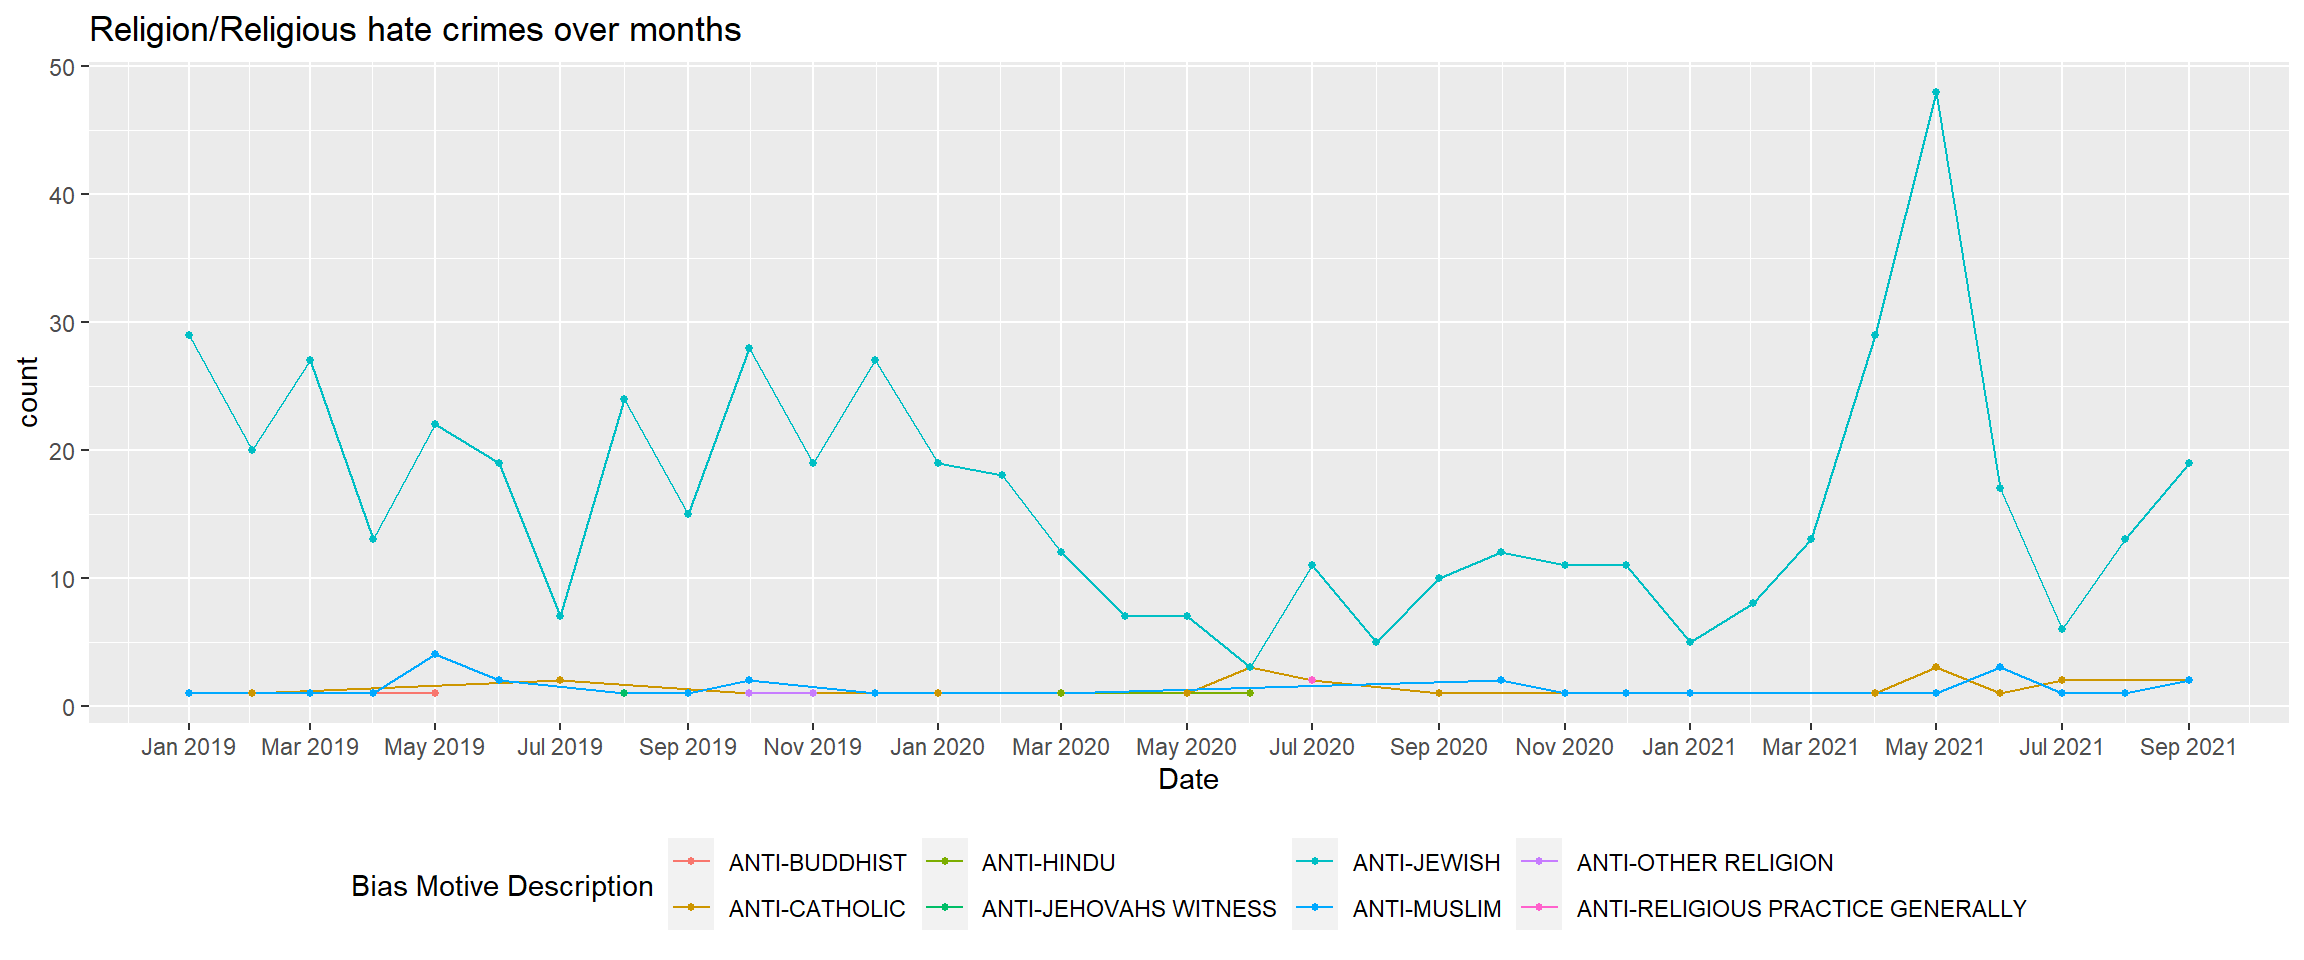 Religion/Religious hate crimes over months
50
40
30
20
10
0
count
Jan 2019 Mar 2019 May 2019 Jul 2019 Sep 2019 Nov 2019 Jan 2020 Mar 2020 May 2020 Jul 2020 Sep 2020 Nov 2020 Jan 2021 Mar 2021 May 2021 Jul 2021 Sep 2021
Date
Bias Motive Description
ANTI-BUDDHIST ANTI-HINDU ANTI-JEWISH ANTI-OTHER RELIGION
ANTI-CATHOLIC ANTI-JEHOVAHS WITNESS ANTI-MUSLIM ANTI-RELIGIOUS PRACTICE GENERALLY